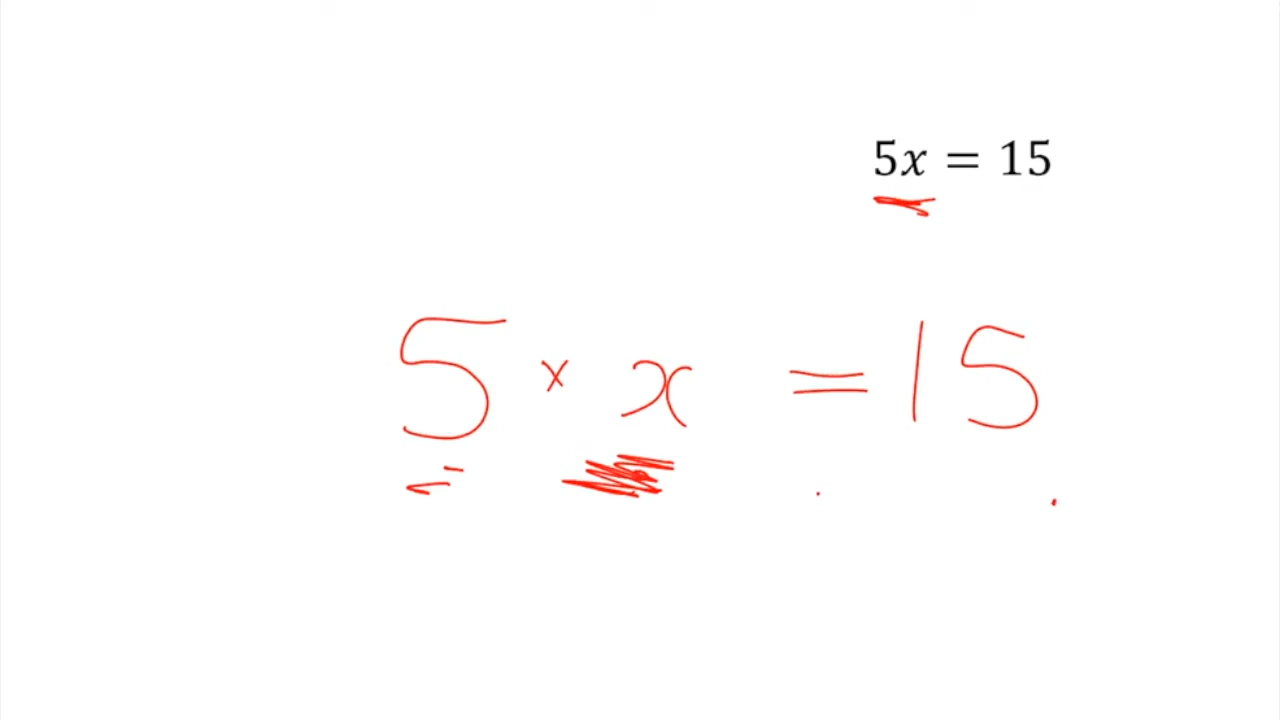 5x = 15
5 × x = 15